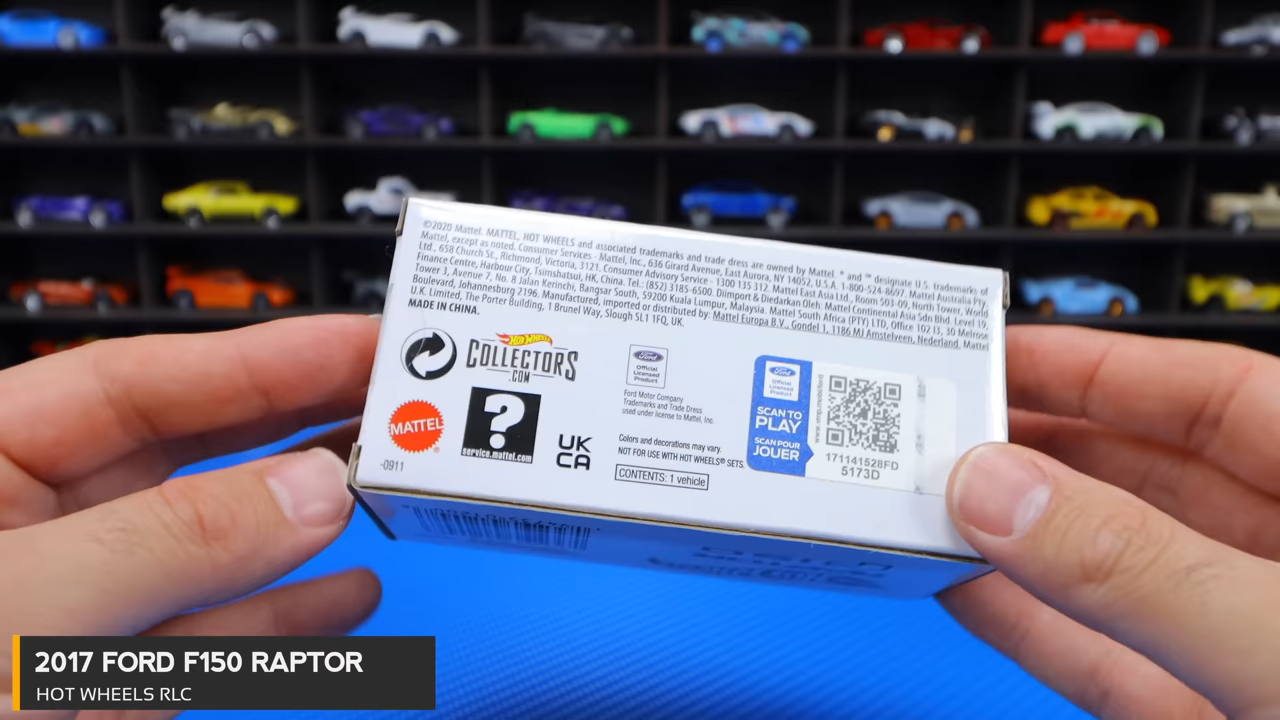 ©2020 Mattel. MATTEL, HOT WHEELS and associated trademarks and trade dress are owned by Mattel. ® and ™ designate U.S. trademarks of
Mattel, except as noted. Consumer Services - Mattel, Inc., 636 Girard Avenue, East Aurora, NY 14052, U.S.A. 1-800-524-8697. Mattel Australia Pty.
Ltd., 658 Church St., Richmond, Victoria, 3121. Consumer Advisory Service - 1300 135 312. Mattel East Asia Ltd., Room 503-09, North Tower, World
Finance Centre, Harbour City, Tsimshatsui, HK, China. Tel.: (852) 3185-6500. Diimport & Diedarkan Oleh: Mattel Continental Asia Sdn Bhd. Level 19,
Tower 3, Avenue 7, No. 8 Jalan Kerinchi, Bangsar South, 59200 Kuala Lumpur, Malaysia. Mattel South Africa (PTY) LTD, Office 102 I3, 30 Melrose
Boulevard, Johannesburg 2196. Manufactured, imported or distributed by: Mattel Europa B.V., Gondel 1, 1186 MJ Amstelveen, Nederland. Mattel
U.K. Limited, The Porter Building, 1 Brunel Way, Slough SL1 1FQ, UK.
MADE IN CHINA.
HOT WHEELS
COLLECTORS
.COM
Ford
Official
Licensed
Product
Ford Motor Company
Trademarks and Trade Dress
used under license to Mattel, Inc.
MATTEL
®
-0911
?
service.mattel.com
UK
CA
Colors and decorations may vary.
NOT FOR USE WITH HOT WHEELS® SETS.
CONTENTS: 1 vehicle
Ford
Official
Licensed
Product
SCAN TO
PLAY
SCAN POUR
JOUER
171141528FD
5173D
2017 FORD F150 RAPTOR
HOT WHEELS RLC